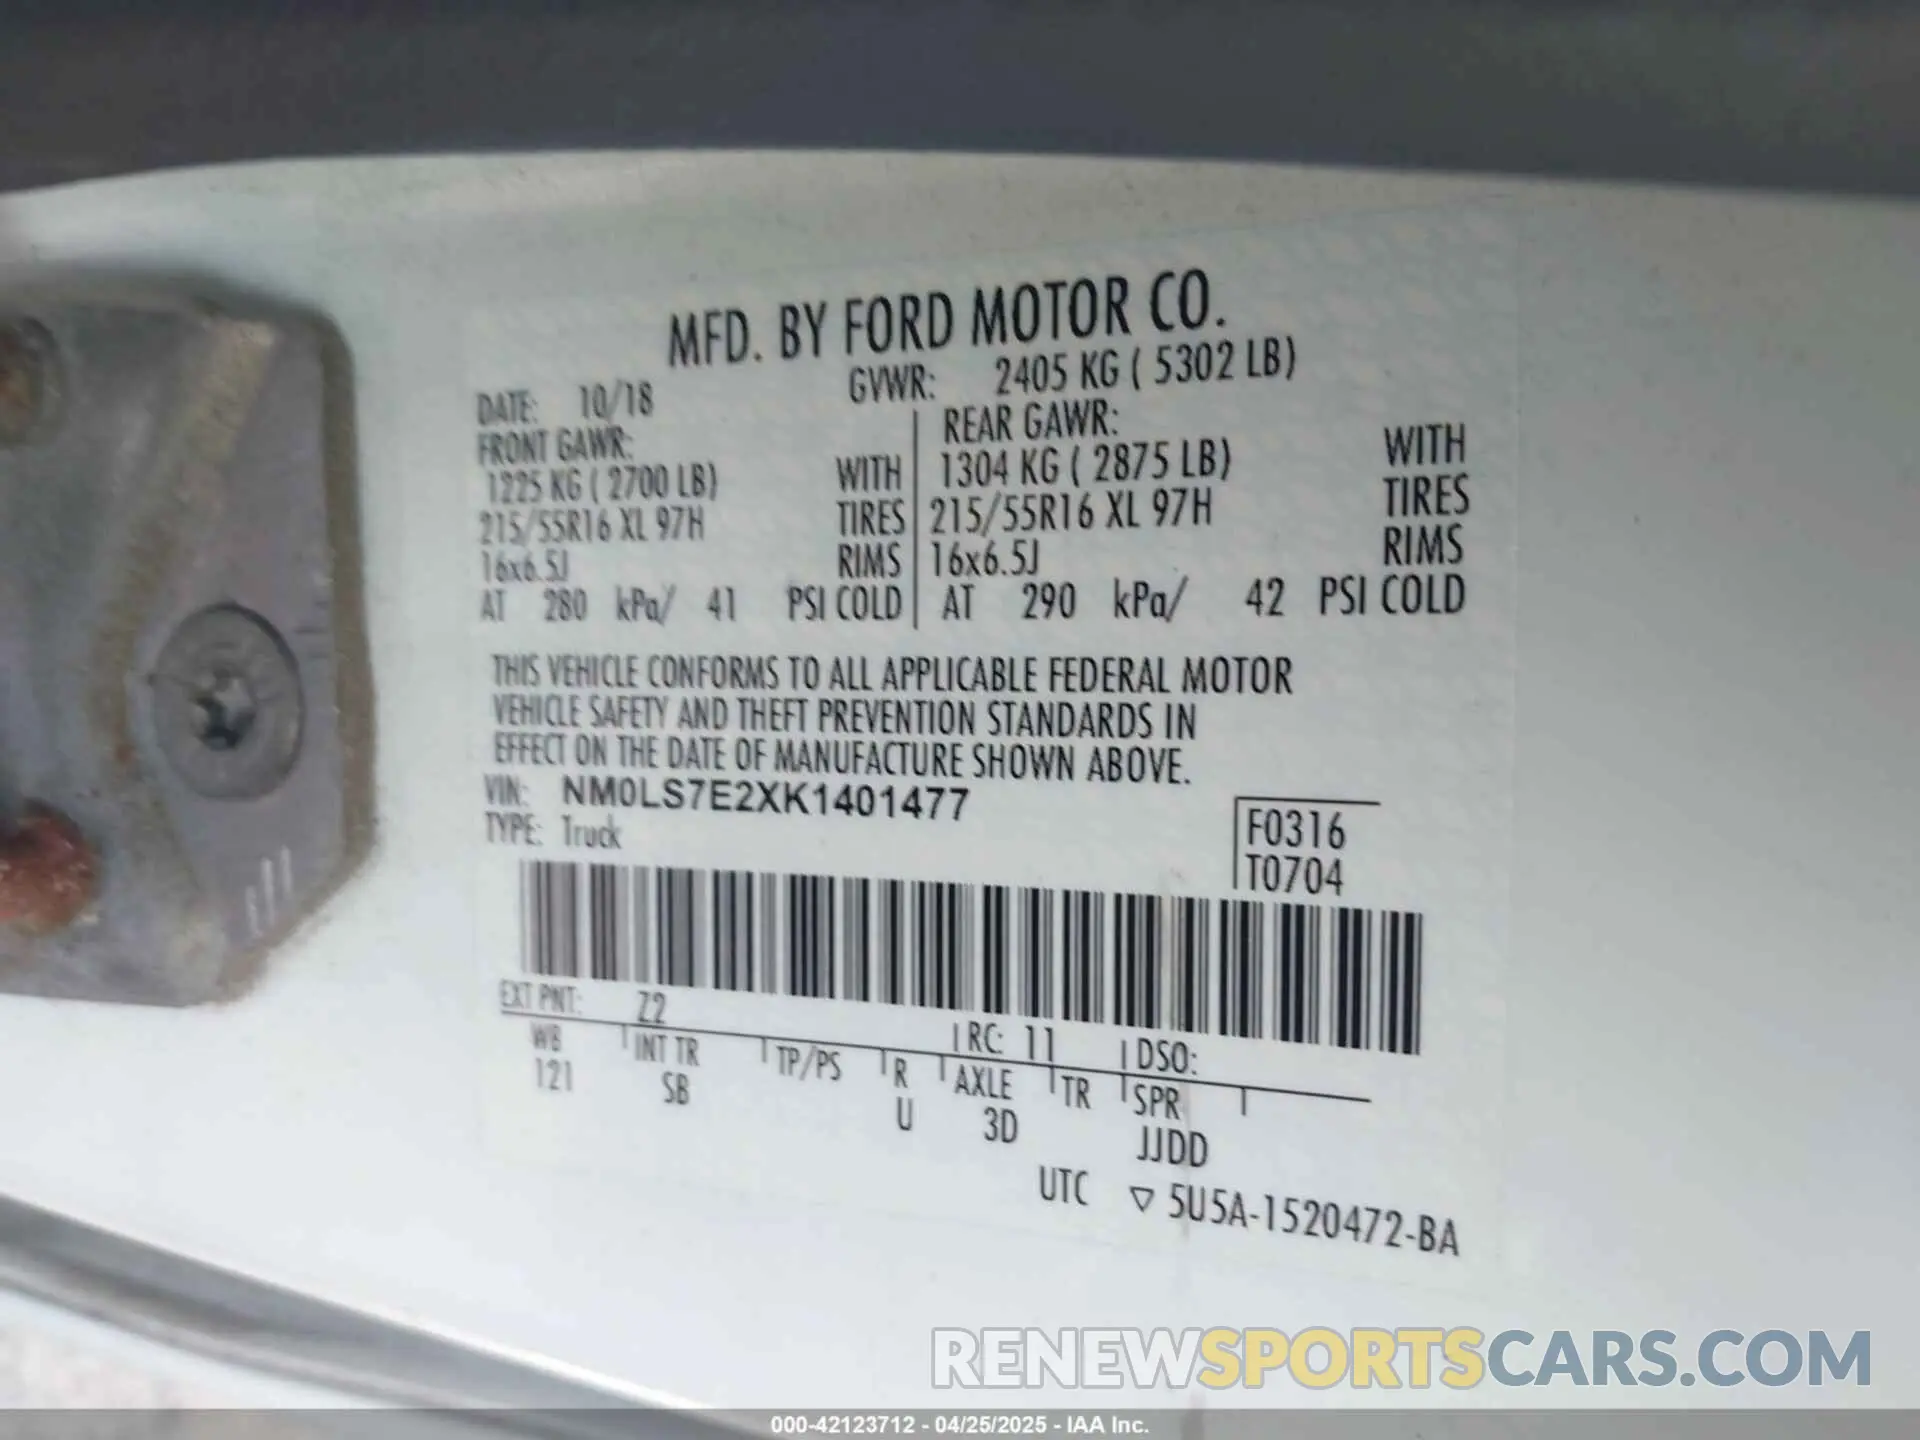 MFD. BY FORD MOTOR CO.
DATE: 10/18 GVWR: 2405 KG ( 5302 LB)
FRONT GAWR: REAR GAWR:
1225 KG ( 2700 LB) WITH 1304 KG ( 2875 LB) WITH
215/55R16 XL 97H TIRES 215/55R16 XL 97H TIRES
16x6.5J RIMS 16x6.5J RIMS
AT 280 kPa/ 41 PSI COLD AT 290 kPa/ 42 PSI COLD
THIS VEHICLE CONFORMS TO ALL APPLICABLE FEDERAL MOTOR
VEHICLE SAFETY AND THEFT PREVENTION STANDARDS IN
EFFECT ON THE DATE OF MANUFACTURE SHOWN ABOVE.
VIN: NM0LS7E2XK1401477
TYPE: Truck
F0316
T0704
EXT PNT: Z2 RC: 11 DSO:
WB INT TR TP/PS R AXLE TR SPR
121 SB U 3D JJDD
UTC ▽ 5U5A-1520472-BA
RENEWSPORTSCARS.COM
000-42123712 - 04/25/2025 - IAA Inc.